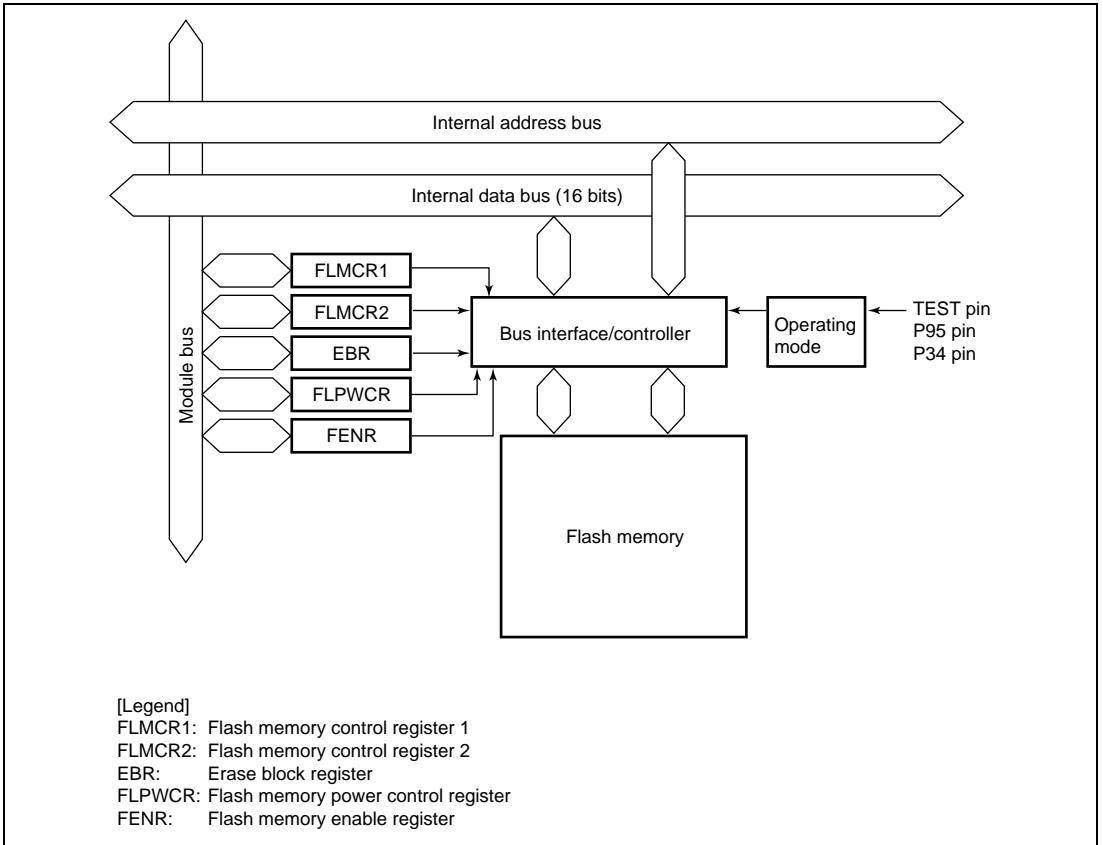 Internal address bus
Internal data bus (16 bits)
Module bus
FLMCR1
FLMCR2
EBR
FLPWCR
FENR
Bus interface/controller
Operating
mode
TEST pin
P95 pin
P34 pin
Flash memory
[Legend]
FLMCR1: Flash memory control register 1
FLMCR2: Flash memory control register 2
EBR: Erase block register
FLPWCR: Flash memory power control register
FENR: Flash memory enable register